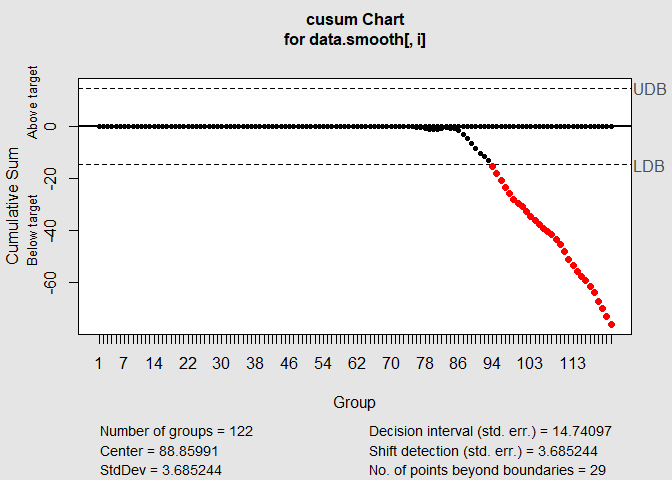 cusum Chart
for data.smooth[, i]
Cumulative Sum
Above target
Below target
0
-20
-40
-60
UDB
LDB
1 7 14 22 30 38 46 54 62 70 78 86 94 103 113
Group
Number of groups = 122
Center = 88.85991
StdDev = 3.685244
Decision interval (std. err.) = 14.74097
Shift detection (std. err.) = 3.685244
No. of points beyond boundaries = 29